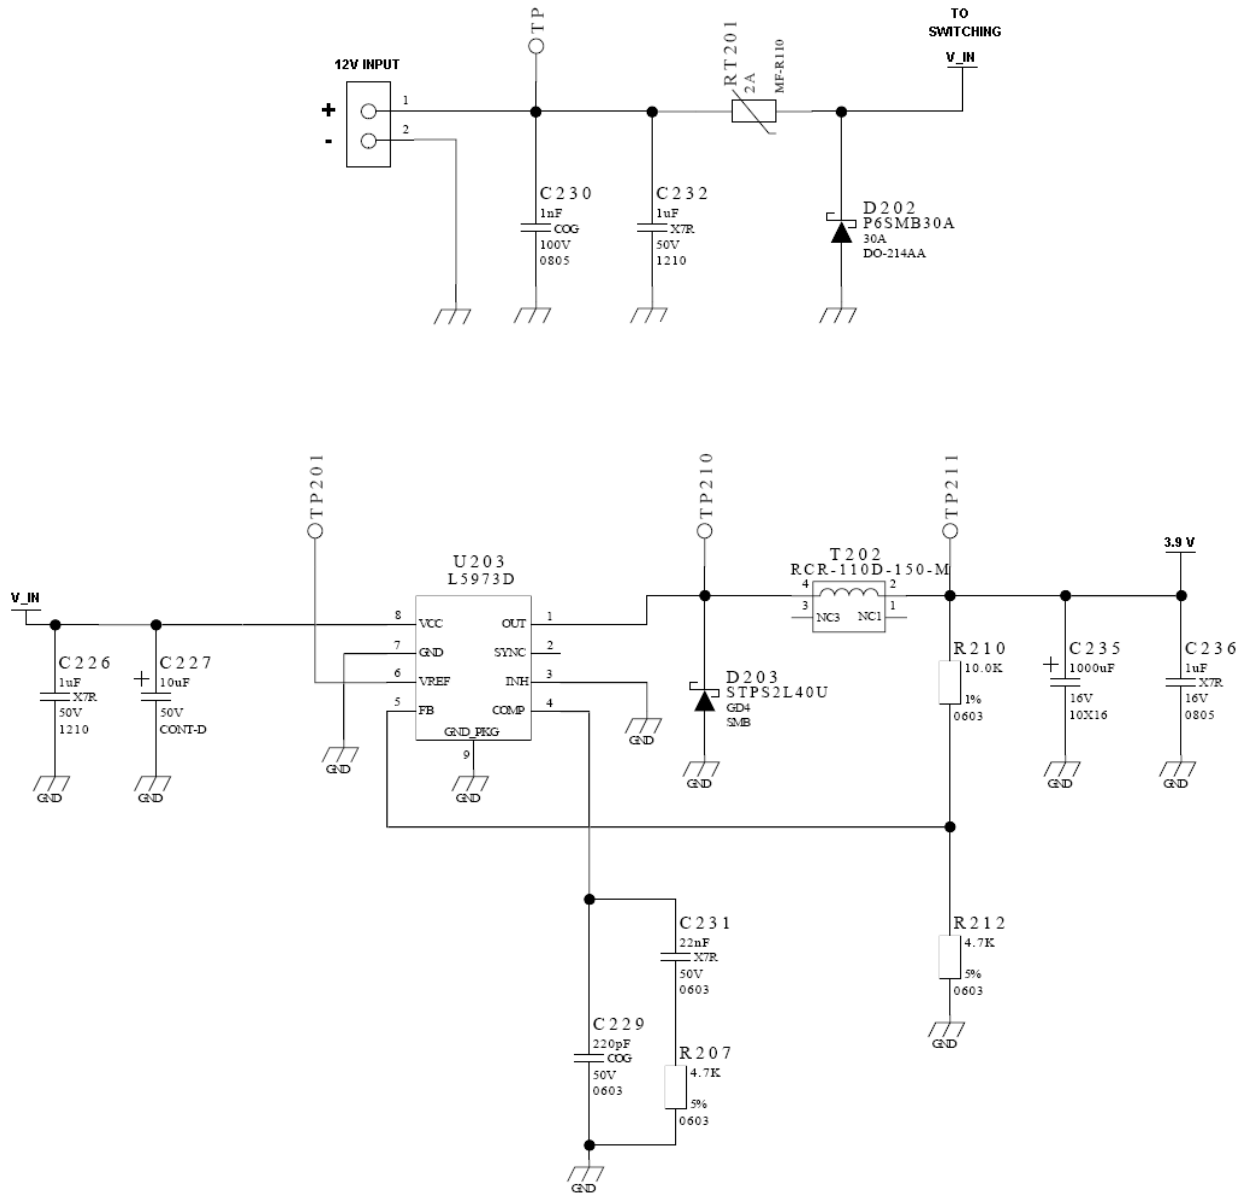 TO
SWITCHING
V_IN
TP
RT201
2A
MF-R110
12V INPUT
+
1
-
2
C230
1nF
COG
100V
0805
C232
1uF
X7R
50V
1210
D202
P6SMB30A
30A
DO-214AA
TP201
TP210
TP211
U203
L5973D
T202
RCR-110D-150-M
3.9 V
V_IN
4
2
3
NC3
NC1
1
8
VCC
OUT
1
7
GND
SYNC
2
6
VREF
INH
3
5
FB
COMP
4
GND_PKG
9
C226
1uF
X7R
50V
1210
GND
+
C227
10uF
50V
CONT-D
GND
GND
GND
GND
D203
STPS2L40U
GD4
SMB
GND
R210
10.0K
1%
0603
+
C235
1000uF
16V
10X16
GND
C236
1uF
X7R
16V
0805
GND
C231
22nF
X7R
50V
0603
R212
4.7K
5%
0603
GND
C229
220pF
COG
50V
0603
R207
4.7K
5%
0603
GND